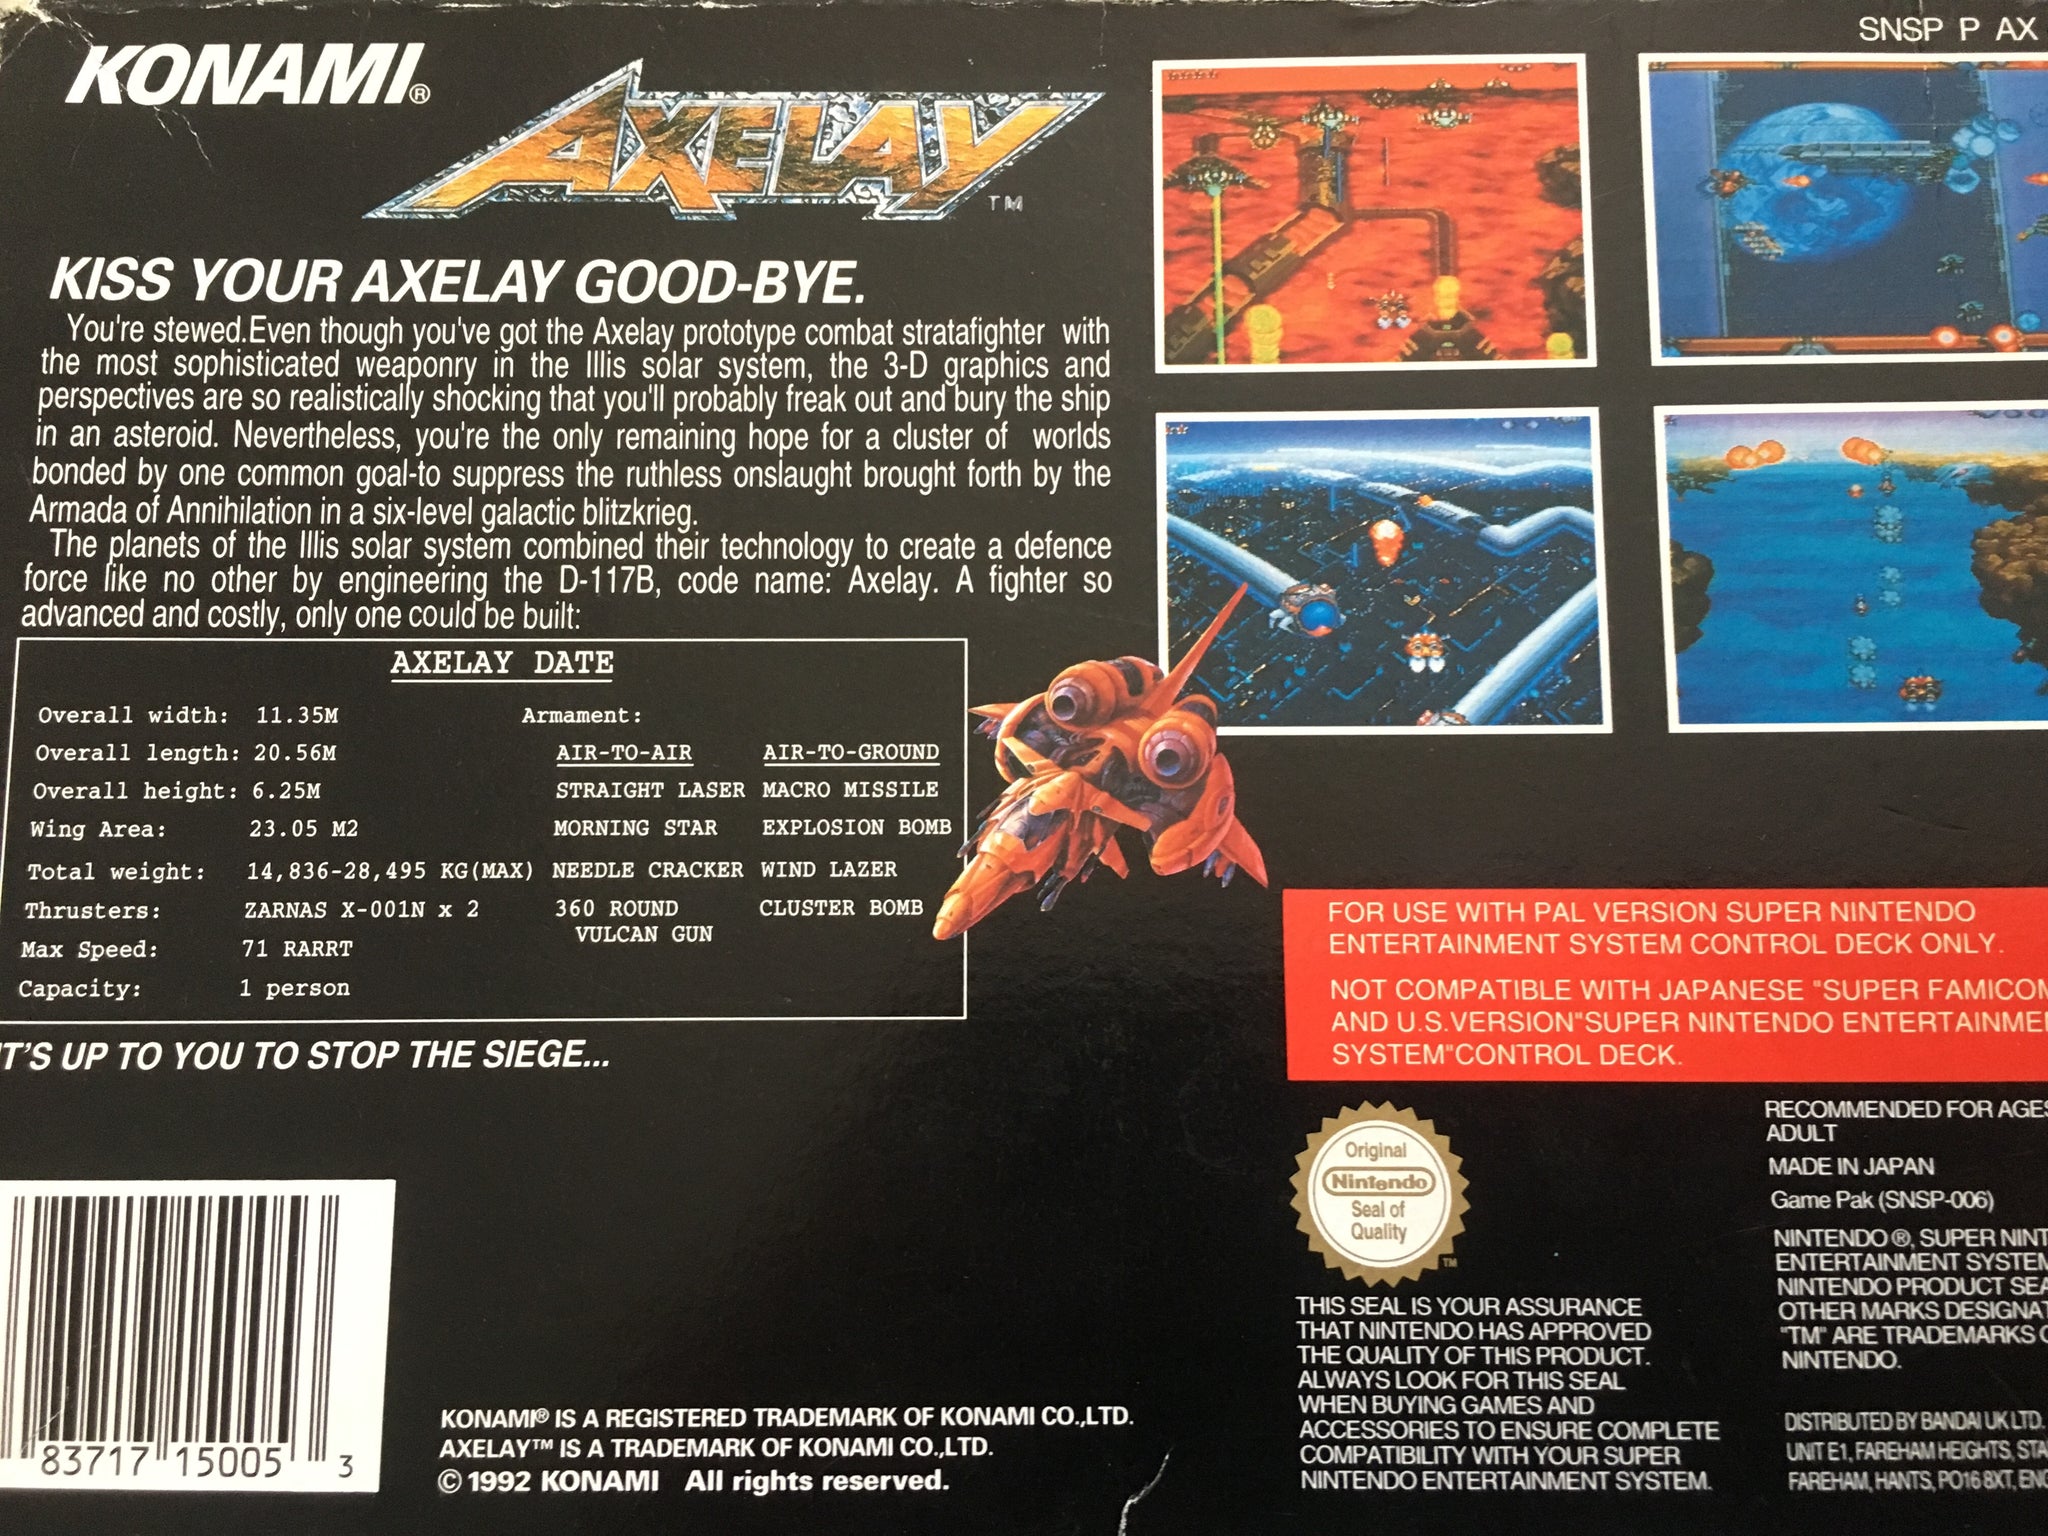 SNSP P AX
KONAMI®
AXELAY
TM
KISS YOUR AXELAY GOOD-BYE.
You're stewed.Even though you've got the Axelay prototype combat stratafighter with
the most sophisticated weaponry in the Illis solar system, the 3-D graphics and
perspectives are so realistically shocking that you'll probably freak out and bury the ship
in an asteroid. Nevertheless, you're the only remaining hope for a cluster of worlds
bonded by one common goal-to suppress the ruthless onslaught brought forth by the
Armada of Annihilation in a six-level galactic blitzkrieg.
The planets of the Illis solar system combined their technology to create a defence
force like no other by engineering the D-117B, code name: Axelay. A fighter so
advanced and costly, only one could be built:
AXELAY DATE
Overall width: 11.35M
Overall length: 20.56M
Overall height: 6.25M
Wing Area: 23.05 M2
Total weight: 14,836-28,495 KG(MAX)
Thrusters: ZARNAS X-001N x 2
Max Speed: 71 RARRT
Capacity: 1 person
Armament:
AIR-TO-AIR
STRAIGHT LASER
MORNING STAR
NEEDLE CRACKER
360 ROUND
VULCAN GUN
AIR-TO-GROUND
MACRO MISSILE
EXPLOSION BOMB
WIND LAZER
CLUSTER BOMB
IT'S UP TO YOU TO STOP THE SIEGE...
FOR USE WITH PAL VERSION SUPER NINTENDO
ENTERTAINMENT SYSTEM CONTROL DECK ONLY.
NOT COMPATIBLE WITH JAPANESE "SUPER FAMICOM
AND U.S.VERSION"SUPER NINTENDO ENTERTAINME
SYSTEM"CONTROL DECK.
Original
Nintendo
Seal of
Quality
TM
THIS SEAL IS YOUR ASSURANCE
THAT NINTENDO HAS APPROVED
THE QUALITY OF THIS PRODUCT.
ALWAYS LOOK FOR THIS SEAL
WHEN BUYING GAMES AND
ACCESSORIES TO ENSURE COMPLETE
COMPATIBILITY WITH YOUR SUPER
NINTENDO ENTERTAINMENT SYSTEM.
RECOMMENDED FOR AGES
ADULT
MADE IN JAPAN
Game Pak (SNSP-006)
NINTENDO ®, SUPER NINT
ENTERTAINMENT SYSTEM
NINTENDO PRODUCT SEA
OTHER MARKS DESIGNAT
"TM" ARE TRADEMARKS O
NINTENDO.
DISTRIBUTED BY BANDAI UK LTD.
UNIT E1, FAREHAM HEIGHTS, STA
FAREHAM, HANTS, PO16 8XT, ENG
83717 15005 3
KONAMI® IS A REGISTERED TRADEMARK OF KONAMI CO.,LTD.
AXELAY™ IS A TRADEMARK OF KONAMI CO.,LTD.
© 1992 KONAMI All rights reserved.